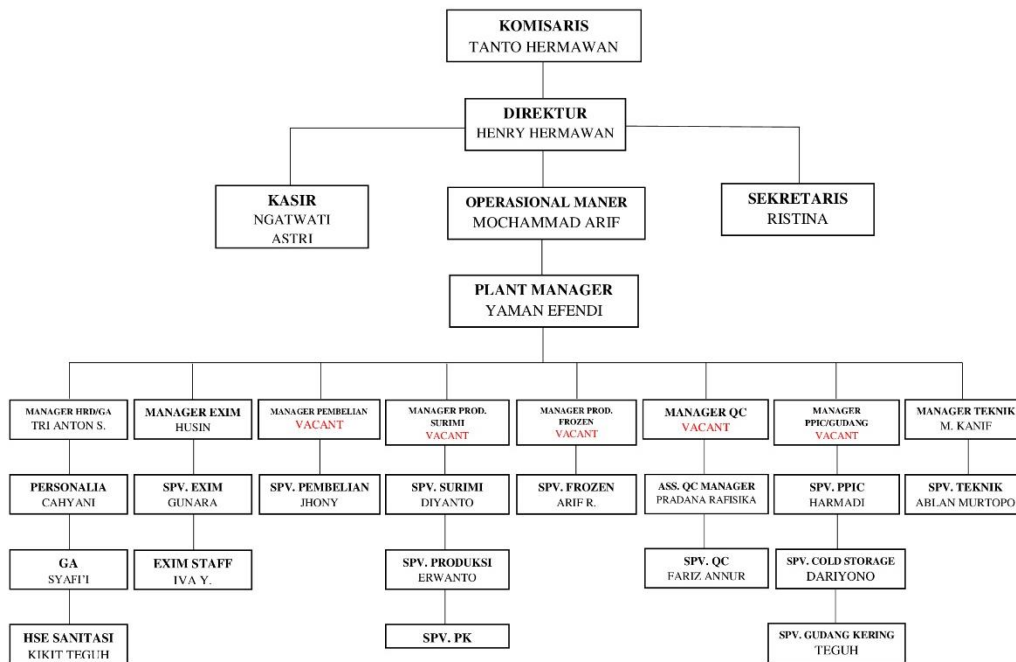 KOMISARIS
TANTO HERMAWAN
DIREKTUR
HENRY HERMAWAN
KASIR
NGATWATI
ASTRI
OPERASIONAL MANER
MOCHAMMAD ARIF
SEKRETARIS
RISTINA
PLANT MANAGER
YAMAN EFENDI
MANAGER HRD/GA
TRI ANTON S.
MANAGER EXIM
HUSIN
MANAGER PEMBELIAN
VACANT
MANAGER PROD.
SURIMI
VACANT
MANAGER PROD.
FROZEN
VACANT
MANAGER QC
VACANT
MANAGER
PPIC/GUDANG
VACANT
MANAGER TEKNIK
M. KANIF
PERSONALIA
CAHYANI
SPV. EXIM
GUNARA
SPV. PEMBELIAN
JHONY
SPV. SURIMI
DIYANTO
SPV. FROZEN
ARIF R.
ASS. QC MANAGER
PRADANA RAFISIKA
SPV. PPIC
HARMADI
SPV. TEKNIK
ABLAN MURTOPO
GA
SYAFI'I
EXIM STAFF
IVA Y.
SPV. PRODUKSI
ERWANTO
SPV. QC
FARIZ ANNUR
SPV. COLD STORAGE
DARIYONO
HSE SANITASI
KIKIT TEGUH
SPV. PK
SPV. GUDANG KERING
TEGUH